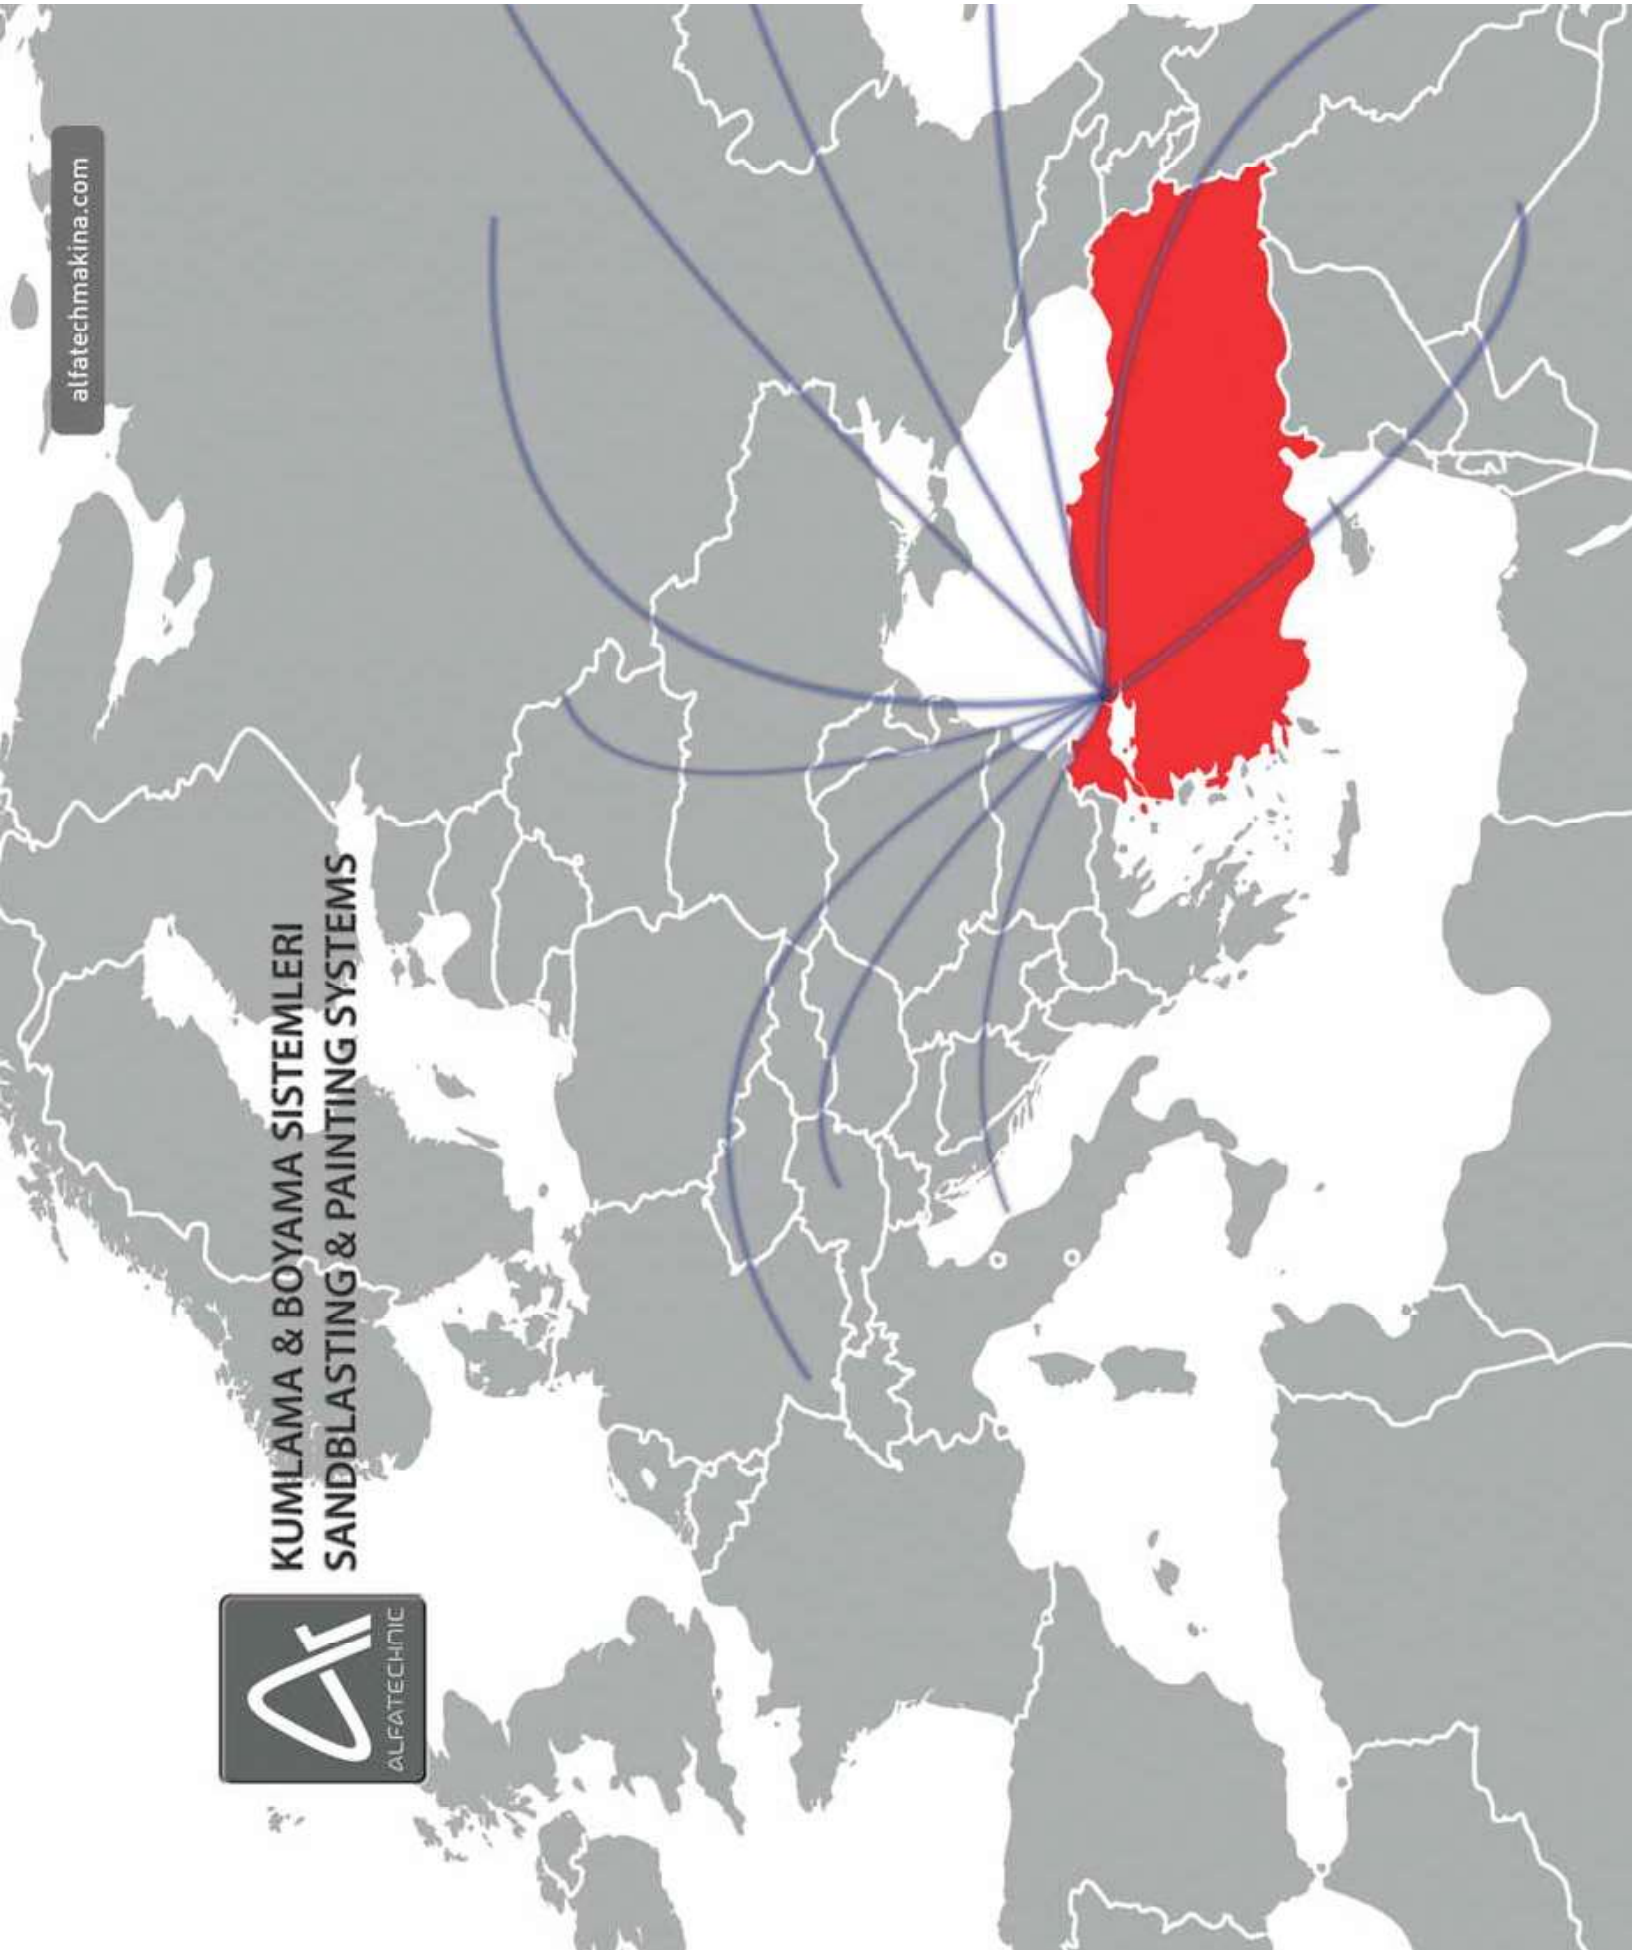 alfatechmakina.com
KUMLAMA & BOYAMA SISTEMLERI
SANDBLASTING & PAINTING SYSTEMS
ALFATECHNIC